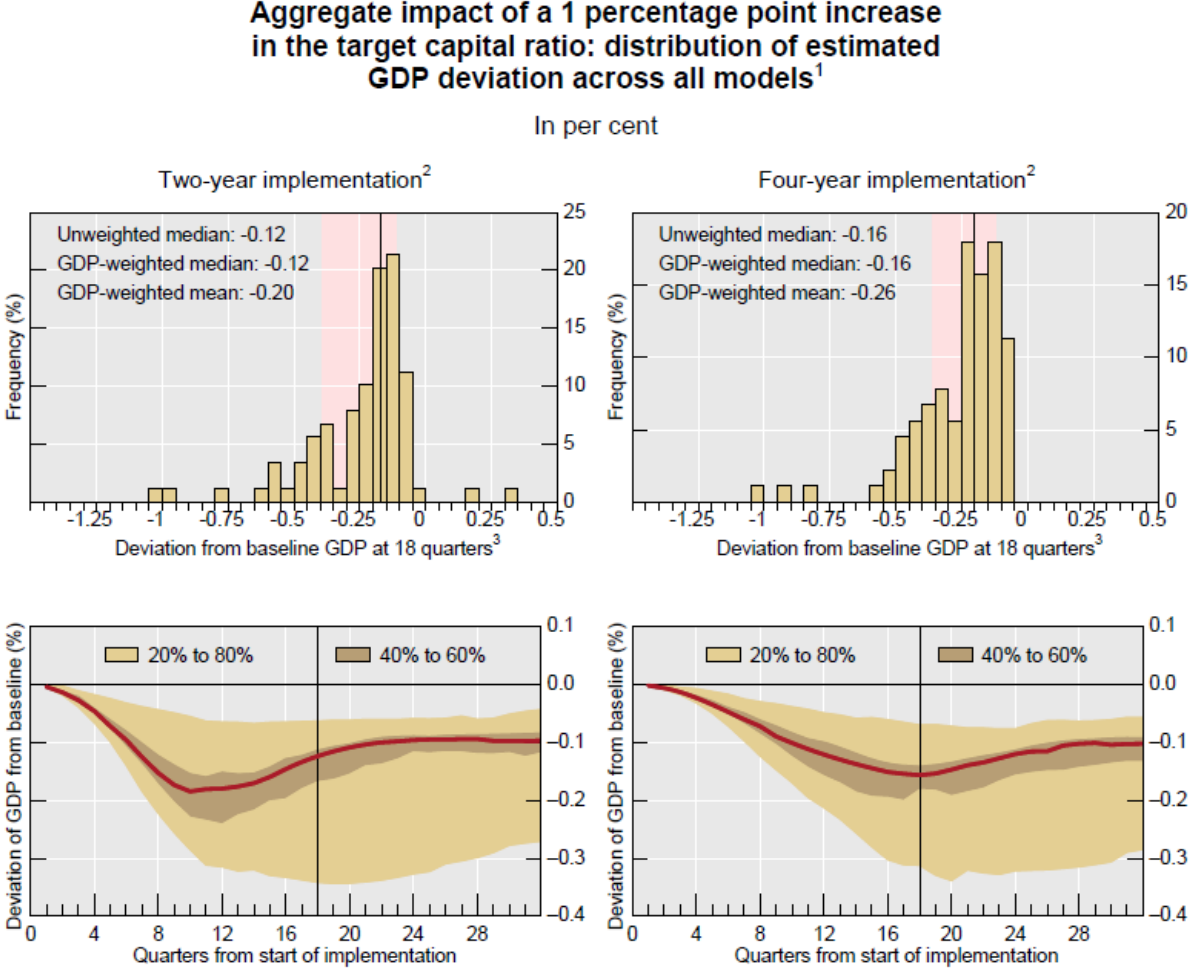 Aggregate impact of a 1 percentage point increase
in the target capital ratio: distribution of estimated
GDP deviation across all models1
In per cent
Two-year implementation2
Unweighted median: -0.12
GDP-weighted median: -0.12
GDP-weighted mean: -0.20
Frequency (%)
25
20
15
10
5
0
-1.25 -1 -0.75 -0.5 -0.25 0 0.25 0.5
Deviation from baseline GDP at 18 quarters3
Four-year implementation2
Unweighted median: -0.16
GDP-weighted median: -0.16
GDP-weighted mean: -0.26
Frequency (%)
20
15
10
5
0
-1.25 -1 -0.75 -0.5 -0.25 0 0.25 0.5
Deviation from baseline GDP at 18 quarters3
Deviation of GDP from baseline (%)
20% to 80% 40% to 60%
0.1
0.0
–0.1
–0.2
–0.3
–0.4
0 4 8 12 16 20 24 28
Quarters from start of implementation
Deviation of GDP from baseline (%)
20% to 80% 40% to 60%
0.1
0.0
–0.1
–0.2
–0.3
–0.4
0 4 8 12 16 20 24 28
Quarters from start of implementation